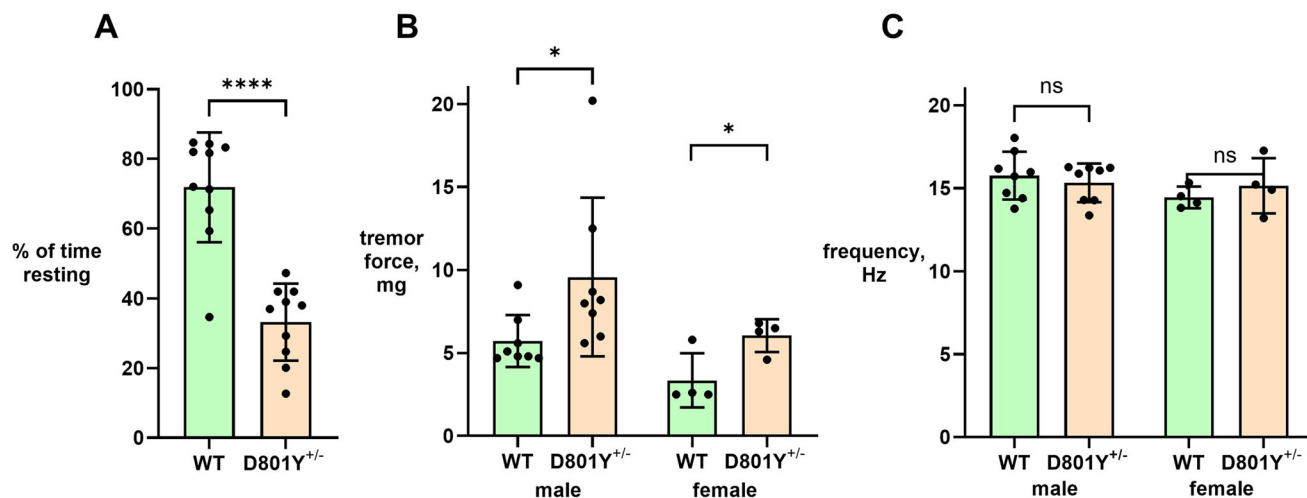 A
B
C
****
100
80
60
40
20
0
% of time
resting
WT
D801Y+/-
*
*
20
15
10
5
0
tremor
force,
mg
WT D801Y+/- WT D801Y+/-
male female
ns
ns
20
15
10
5
0
frequency,
Hz
WT D801Y+/- WT D801Y+/-
male female